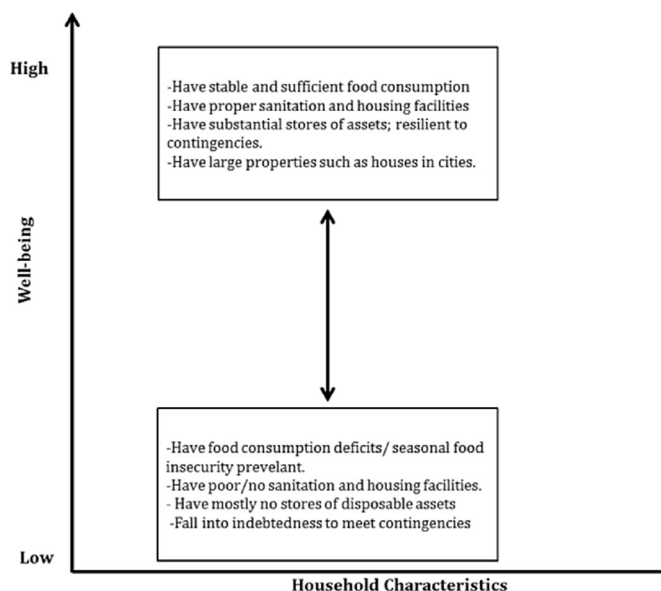 High
-Have stable and sufficient food consumption
-Have proper sanitation and housing facilities
-Have substantial stores of assets; resilient to
contingencies.
-Have large properties such as houses in cities.
Well-being
-Have food consumption deficits/ seasonal food
insecurity prevelant.
-Have poor/no sanitation and housing facilities.
- Have mostly no stores of disposable assets
-Fall into indebtedness to meet contingencies
Low
Household Characteristics